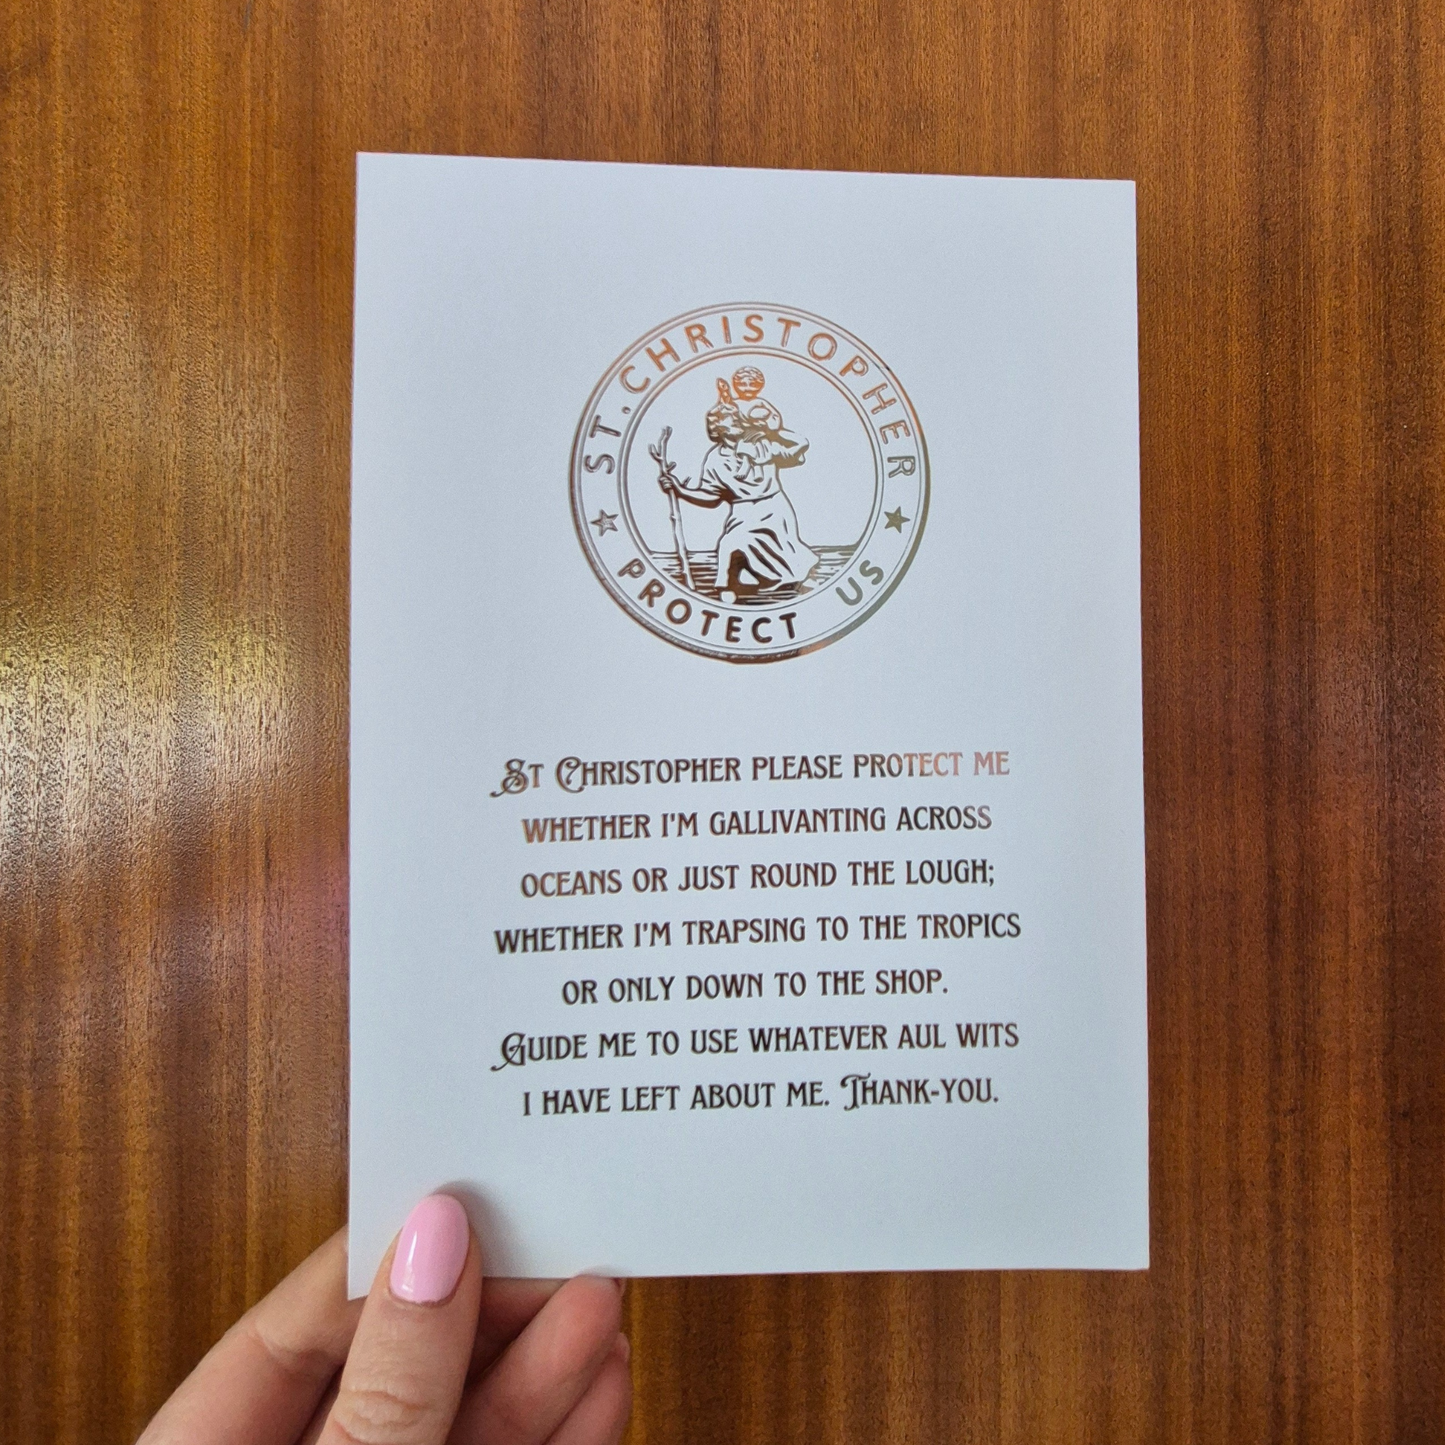 ST. CHRISTOPHER
PROTECT US
St Christopher please protect me
whether I'm gallivanting across
oceans or just round the lough;
whether I'm trapsing to the tropics
or only down to the shop.
Guide me to use whatever aul wits
I have left about me. Thank-you.